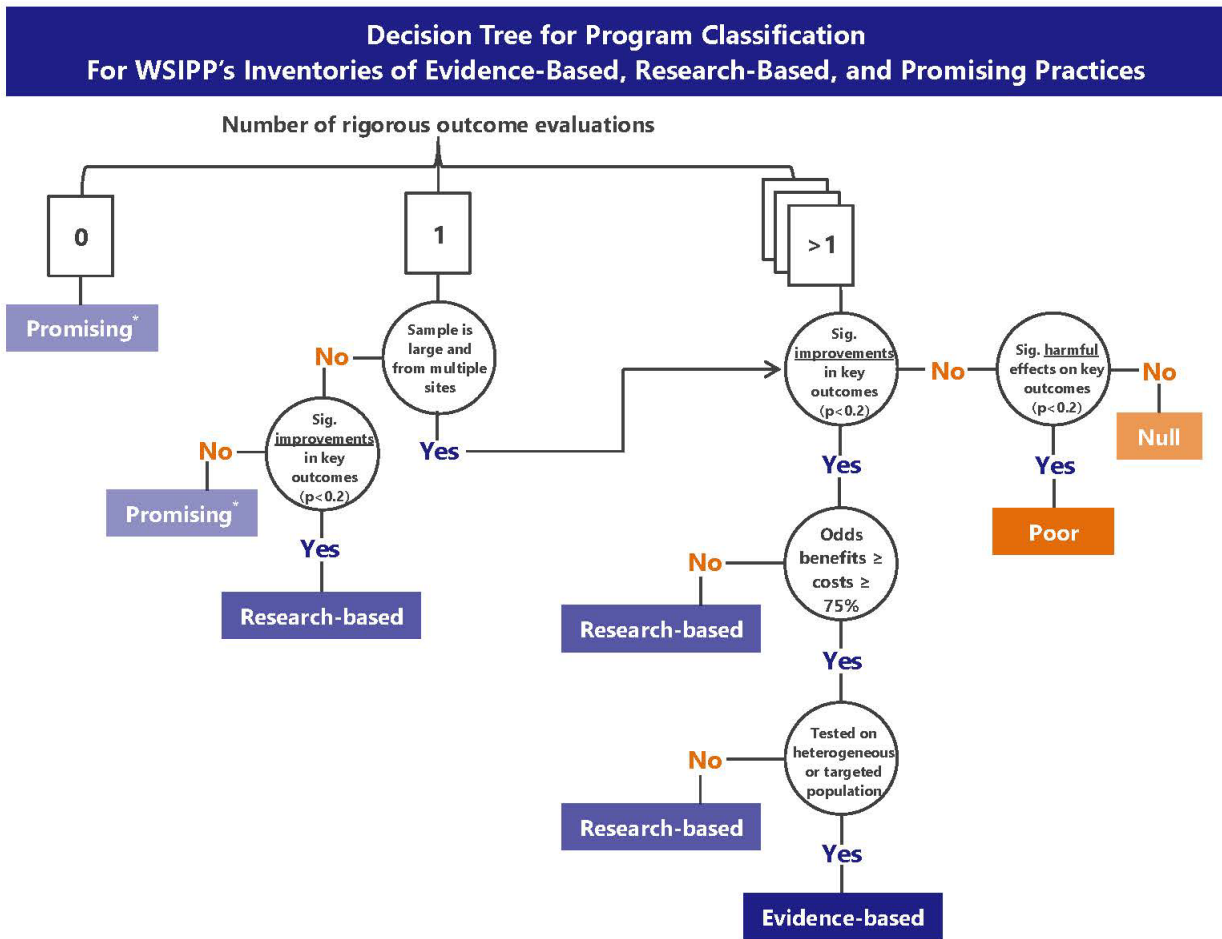 Decision Tree for Program Classification
For WSIPP's Inventories of Evidence-Based, Research-Based, and Promising Practices
Number of rigorous outcome evaluations
0
1
>1
Promising*
Sample is
large and
from multiple
sites
No
Yes
Sig.
improvements
in key
outcomes
(p<0.2)
No
Promising*
Yes
Research-based
Sig.
improvements
in key
outcomes
(p<0.2)
No
Sig. harmful
effects on key
outcomes
(p<0.2)
No
Null
Yes
Poor
Yes
Odds
benefits ≥
costs ≥
75%
No
Research-based
Yes
Tested on
heterogeneous
or targeted
population
No
Research-based
Yes
Evidence-based